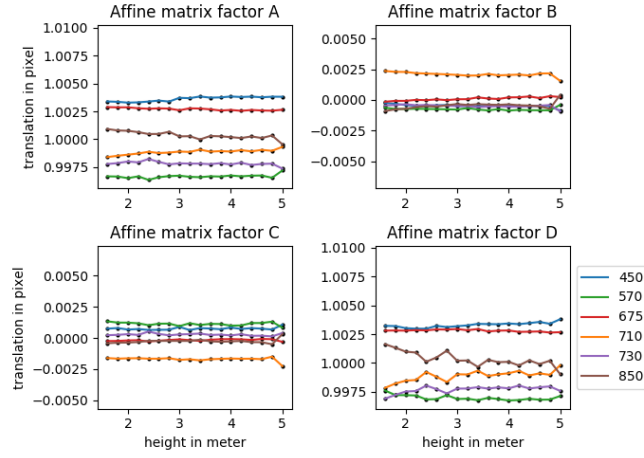 Affine matrix factor A
Affine matrix factor B
1.0100
1.0075
1.0050
1.0025
1.0000
0.9975
translation in pixel
2 3 4 5
0.0050
0.0025
0.0000
−0.0025
−0.0050
2 3 4 5
Affine matrix factor C
Affine matrix factor D
0.0050
0.0025
0.0000
−0.0025
−0.0050
translation in pixel
2 3 4 5
height in meter
1.0100
1.0075
1.0050
1.0025
1.0000
0.9975
2 3 4 5
height in meter
450
570
675
710
730
850